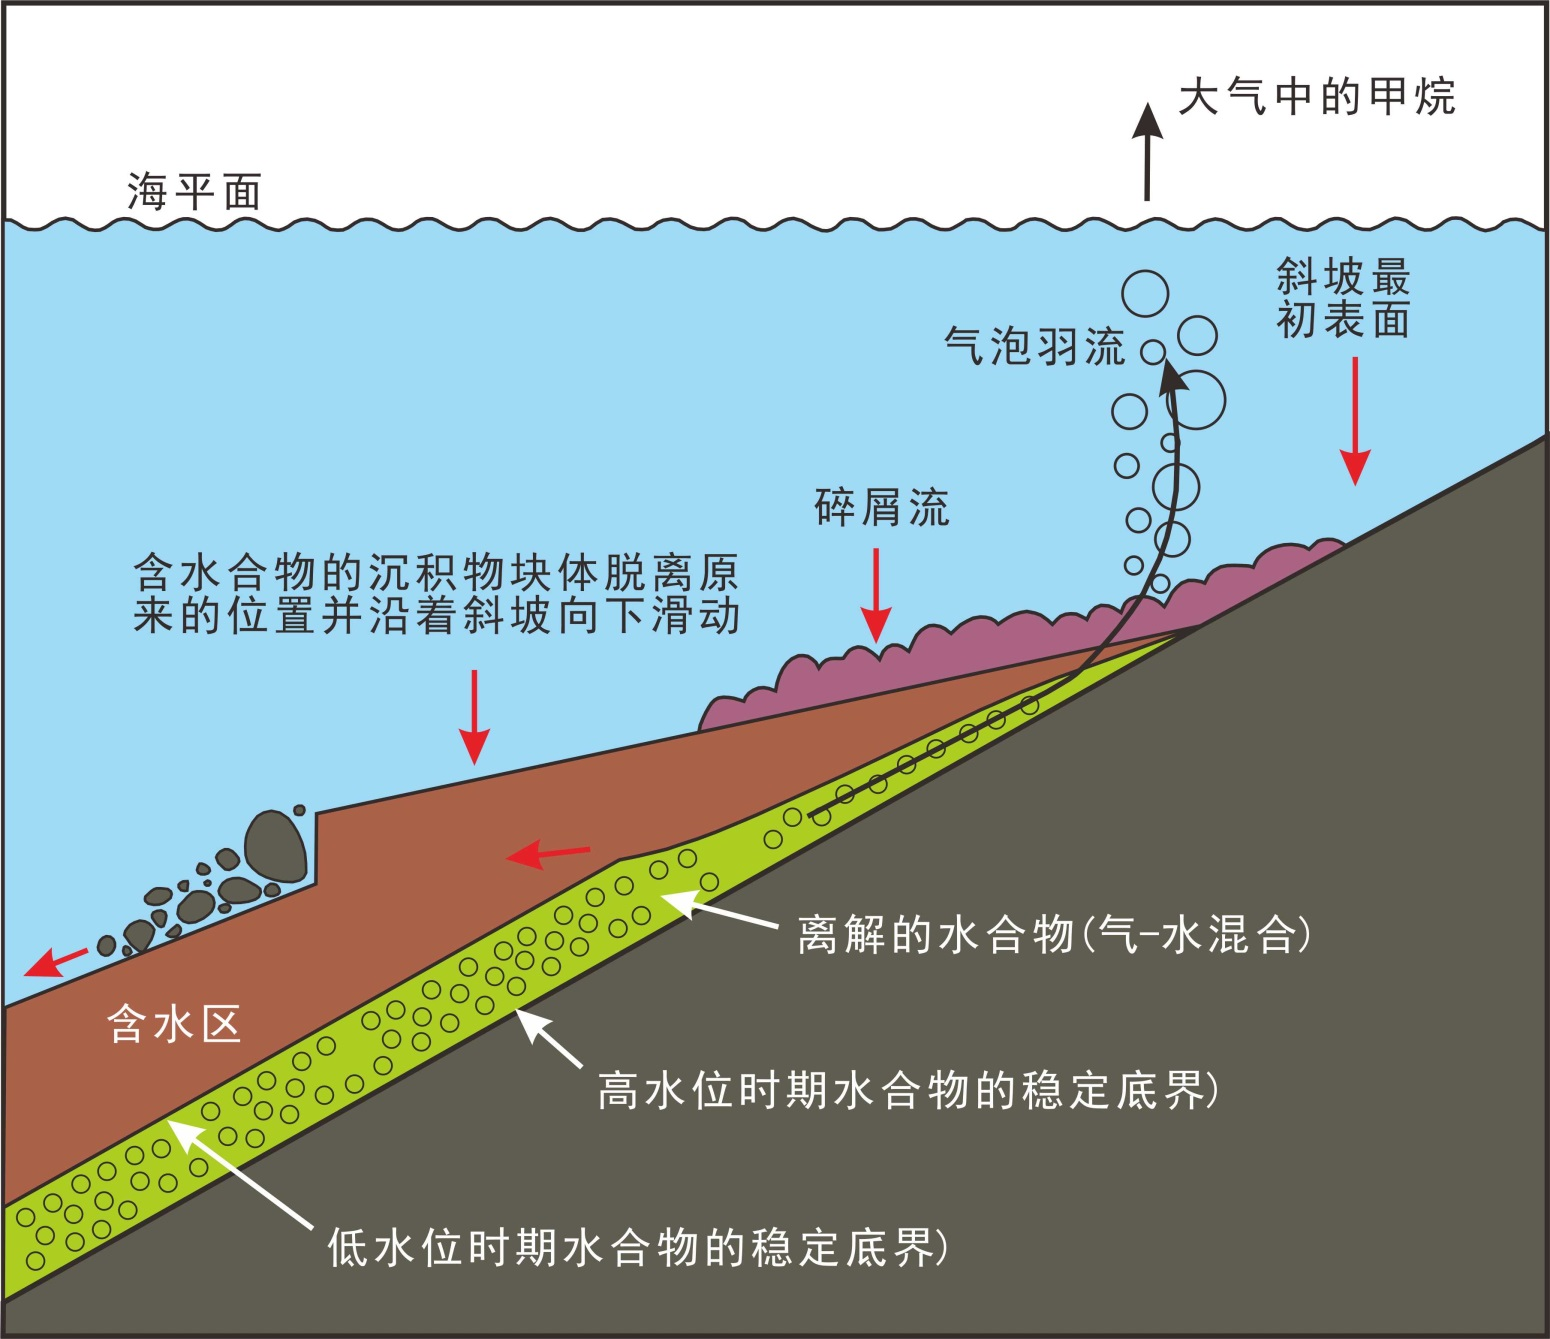 大气中的甲烷
海平面
斜坡最
初表面
气泡羽流
碎屑流
含水合物的沉积物块体脱离原
来的位置并沿着斜坡向下滑动
离解的水合物(气-水混合)
含水区
高水位时期水合物的稳定底界)
低水位时期水合物的稳定底界)